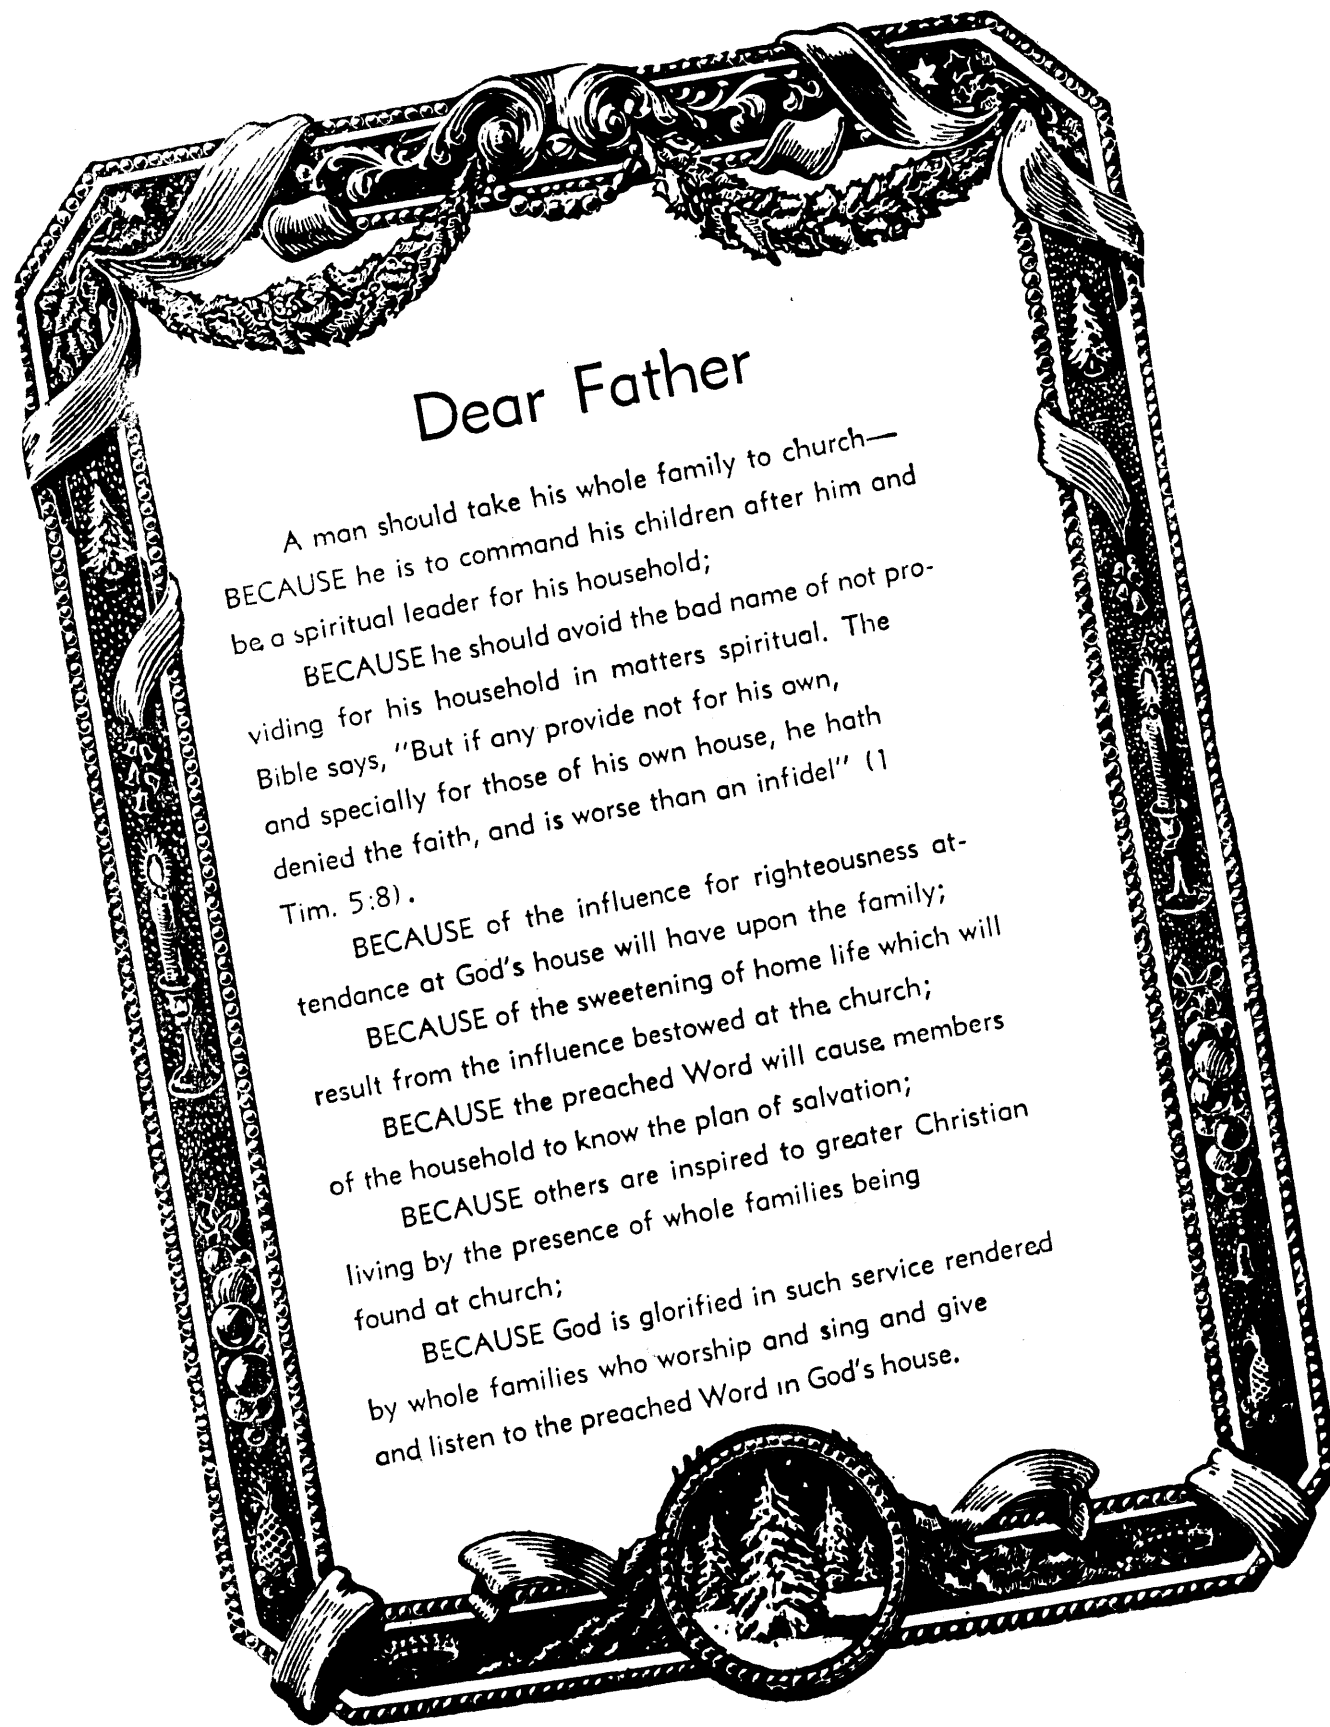 Dear Father
A man should take his whole family to church—
BECAUSE he is to command his children after him and
be a spiritual leader for his household;
BECAUSE he should avoid the bad name of not pro-
viding for his household in matters spiritual. The
Bible says, "But if any provide not for his own,
and specially for those of his own house, he hath
denied the faith, and is worse than an infidel" (1
Tim. 5:8).
BECAUSE of the influence for righteousness at-
tendance at God's house will have upon the family;
BECAUSE of the sweetening of home life which will
result from the influence bestowed at the church;
BECAUSE the preached Word will cause members
of the household to know the plan of salvation;
BECAUSE others are inspired to greater Christian
living by the presence of whole families being
found at church;
BECAUSE God is glorified in such service rendered
by whole families who worship and sing and give
and listen to the preached Word in God's house.